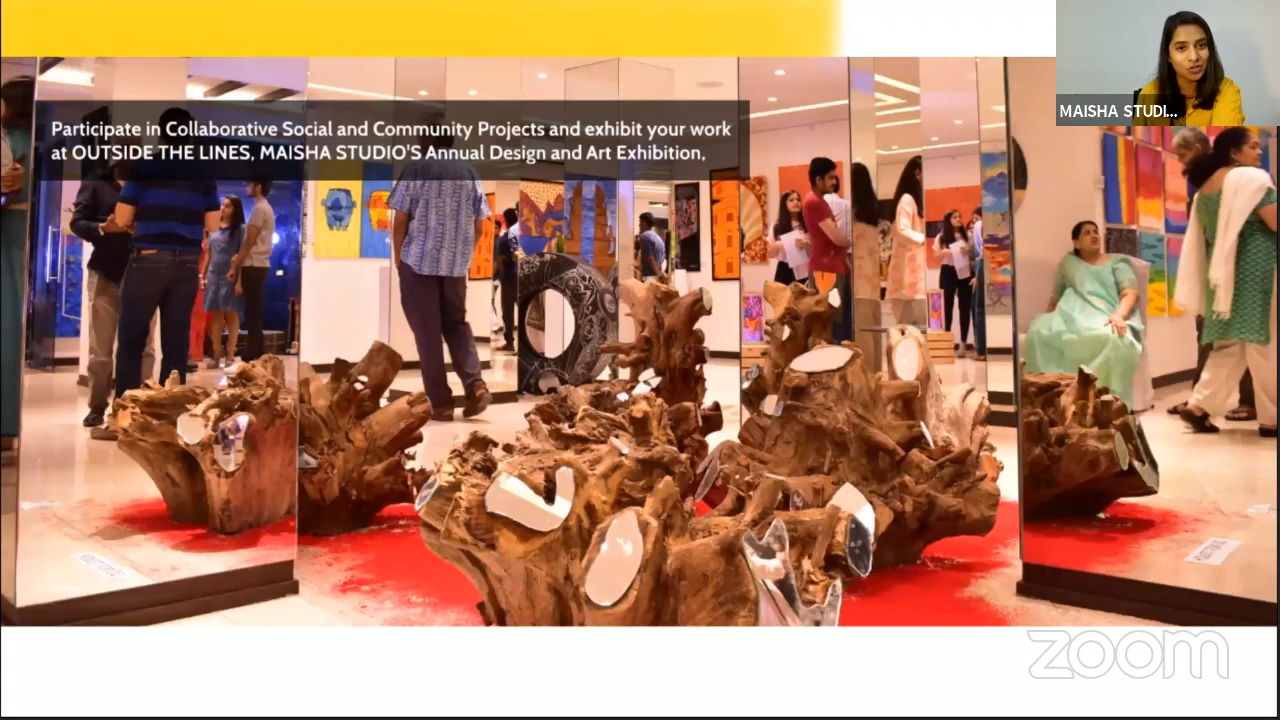 Participate in Collaborative Social and Community Projects and exhibit your work
at OUTSIDE THE LINES, MAISHA STUDIO'S Annual Design and Art Exhibition,
MAISHA STUDI...
zoom